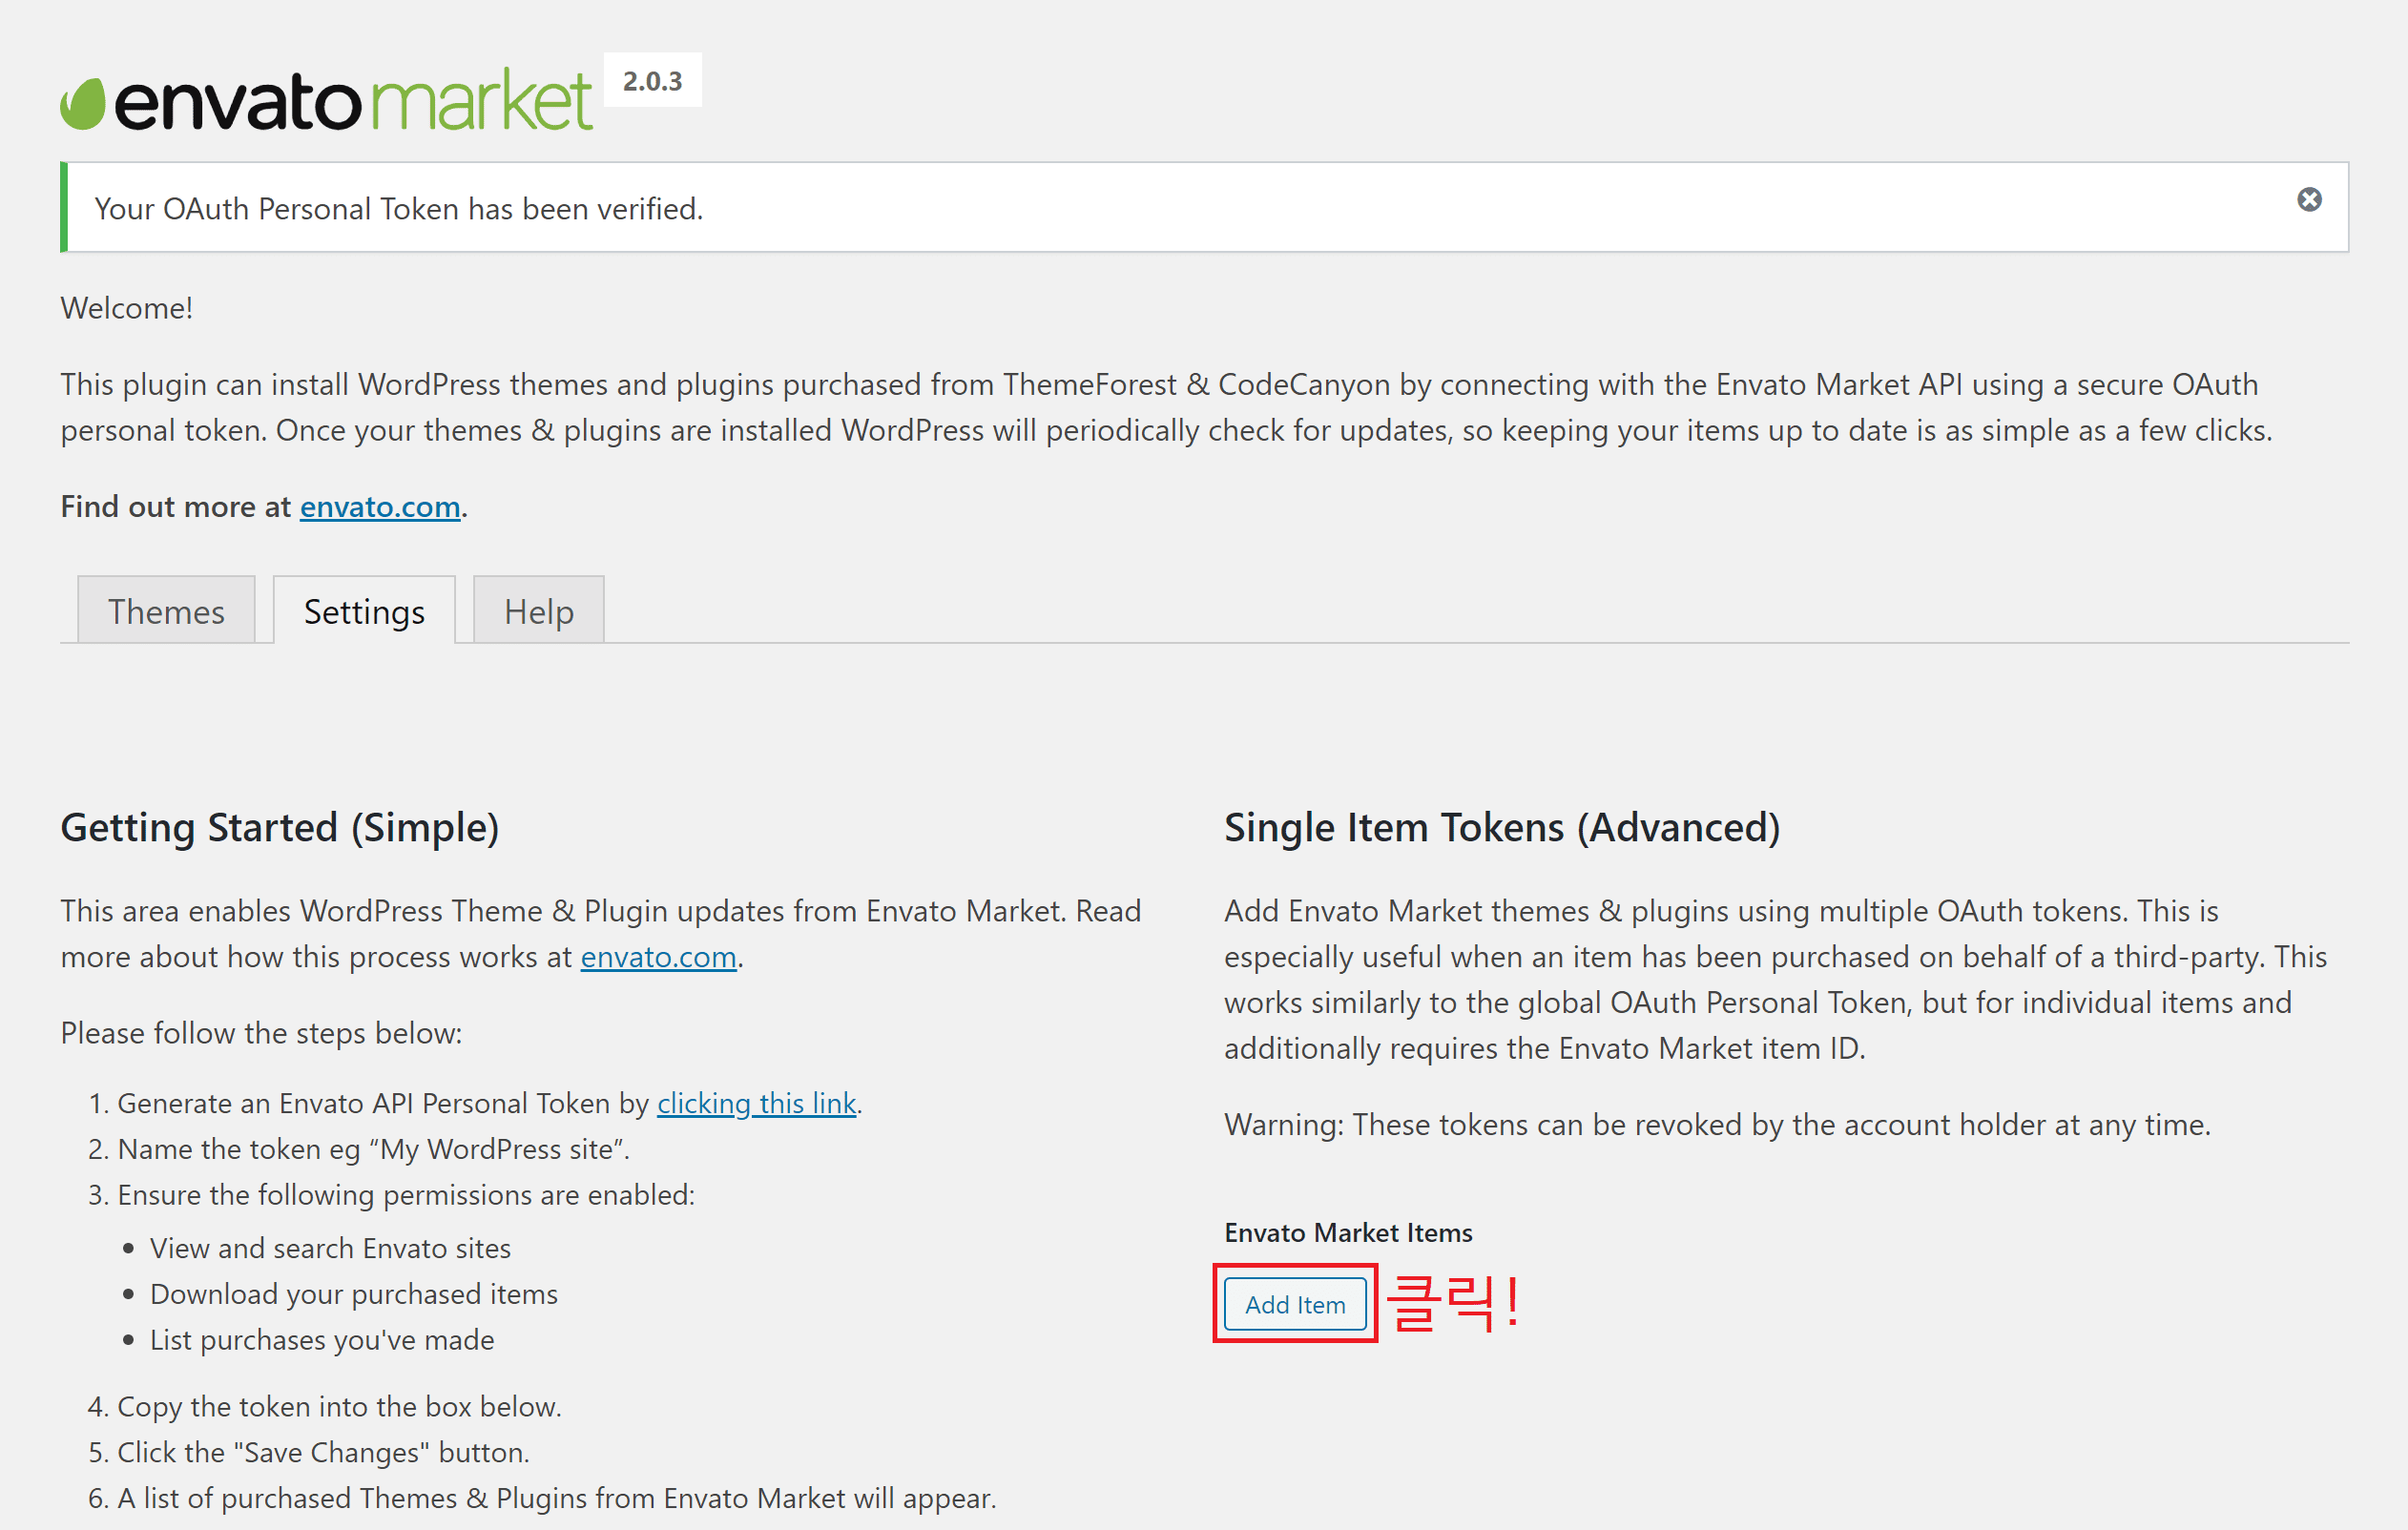 envato market 2.0.3
Your OAuth Personal Token has been verified.
Welcome!
This plugin can install WordPress themes and plugins purchased from ThemeForest & CodeCanyon by connecting with the Envato Market API using a secure OAuth
personal token. Once your themes & plugins are installed WordPress will periodically check for updates, so keeping your items up to date is as simple as a few clicks.
Find out more at envato.com.
Themes Settings Help
Getting Started (Simple)
This area enables WordPress Theme & Plugin updates from Envato Market. Read
more about how this process works at envato.com.
Please follow the steps below:
1. Generate an Envato API Personal Token by clicking this link.
2. Name the token eg “My WordPress site”.
3. Ensure the following permissions are enabled:
• View and search Envato sites
• Download your purchased items
• List purchases you've made
4. Copy the token into the box below.
5. Click the "Save Changes" button.
6. A list of purchased Themes & Plugins from Envato Market will appear.
Single Item Tokens (Advanced)
Add Envato Market themes & plugins using multiple OAuth tokens. This is
especially useful when an item has been purchased on behalf of a third-party. This
works similarly to the global OAuth Personal Token, but for individual items and
additionally requires the Envato Market item ID.
Warning: These tokens can be revoked by the account holder at any time.
Envato Market Items
Add Item 클릭!